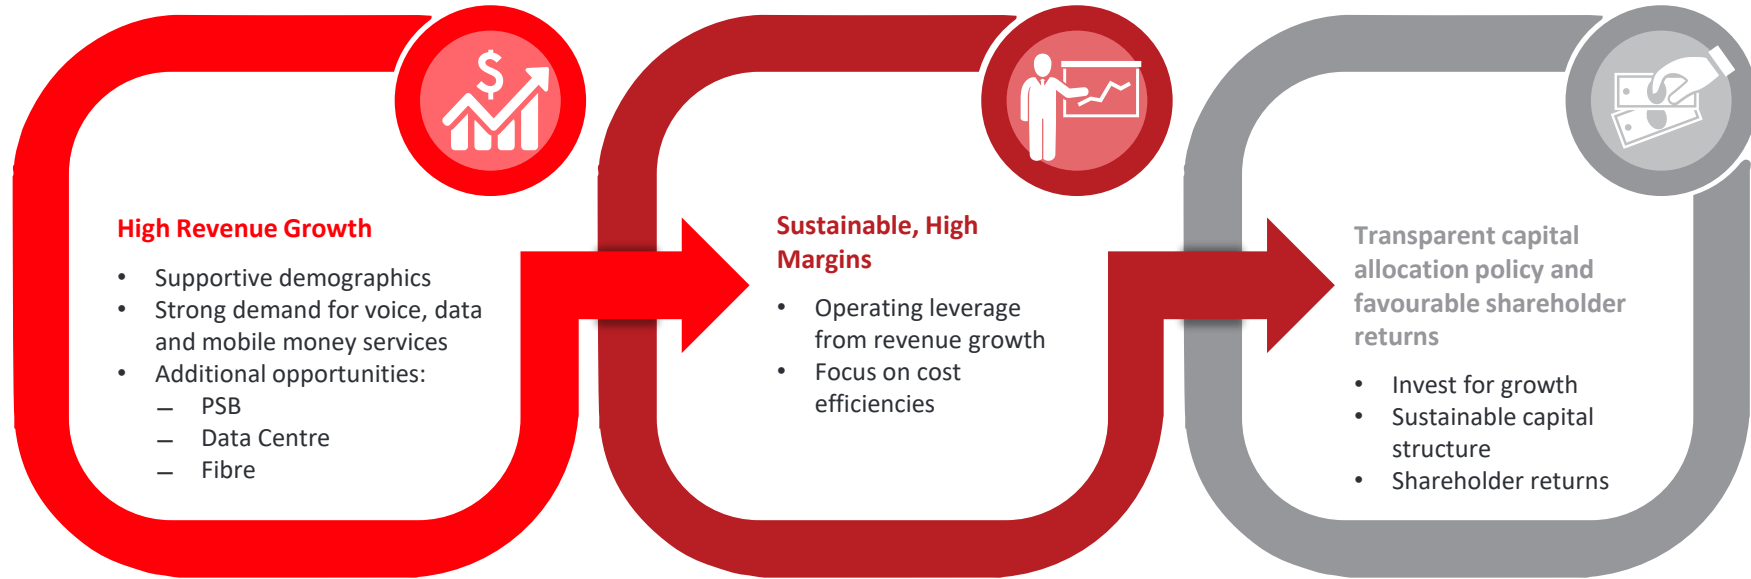 High Revenue Growth
• Supportive demographics
• Strong demand for voice, data
and mobile money services
• Additional opportunities:
– PSB
– Data Centre
– Fibre
Sustainable, High
Margins
• Operating leverage
from revenue growth
• Focus on cost
efficiencies
Transparent capital
allocation policy and
favourable shareholder
returns
• Invest for growth
• Sustainable capital
structure
• Shareholder returns